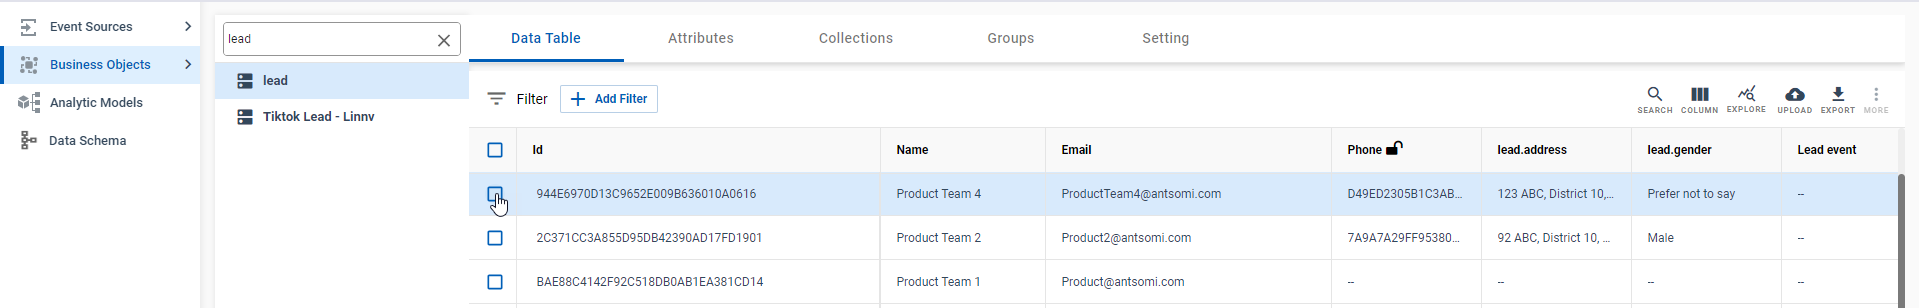 Event Sources
Business Objects
Analytic Models
Data Schema
lead
lead
Tiktok Lead - Linnv
Data Table Attributes Collections Groups Setting
Filter Add Filter
SEARCH COLUMN EXPLORE UPLOAD EXPORT MORE
Id Name Email Phone lead.address lead.gender Lead event
944E6970D13C9652E009B636010A0616 Product Team 4 ProductTeam4@antsomi.com D49ED2305B1C3AB... 123 ABC, District 10,... Prefer not to say --
2C371CC3A855D95DB42390AD17FD1901 Product Team 2 Product2@antsomi.com 7A9A7A29FF95380... 92 ABC, District 10, ... Male --
BAE88C4142F92C518DB0AB1EA381CD14 Product Team 1 Product@antsomi.com -- -- -- --